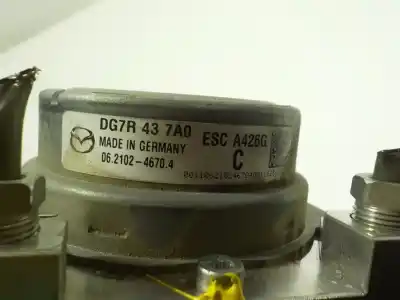 DG7R 43 7A0 ESC A426G
MADE IN GERMANY C
06.2102-4670.4